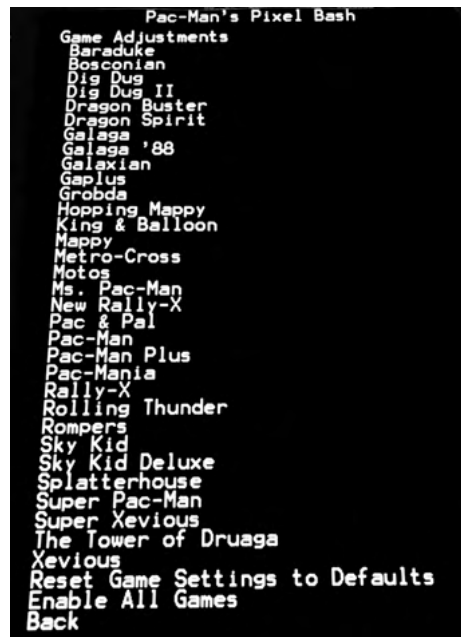 Pac-Man's Pixel Bash
Game Adjustments
Baraduke
Bosconian
Dig Dug
Dig Dug II
Dragon Buster
Dragon Spirit
Galaga
Galaga '88
Galaxian
Gaplus
Grobda
Hopping Mappy
King & Balloon
Mappy
Metro-Cross
Motos
Ms. Pac-Man
New Rally-X
Pac & Pal
Pac-Man
Pac-Man Plus
Pac-Mania
Rally-X
Rolling Thunder
Rompers
Sky Kid
Sky Kid Deluxe
Splatterhouse
Super Pac-Man
Super Xevious
The Tower of Druaga
Xevious
Reset Game Settings to Defaults
Enable All Games
Back